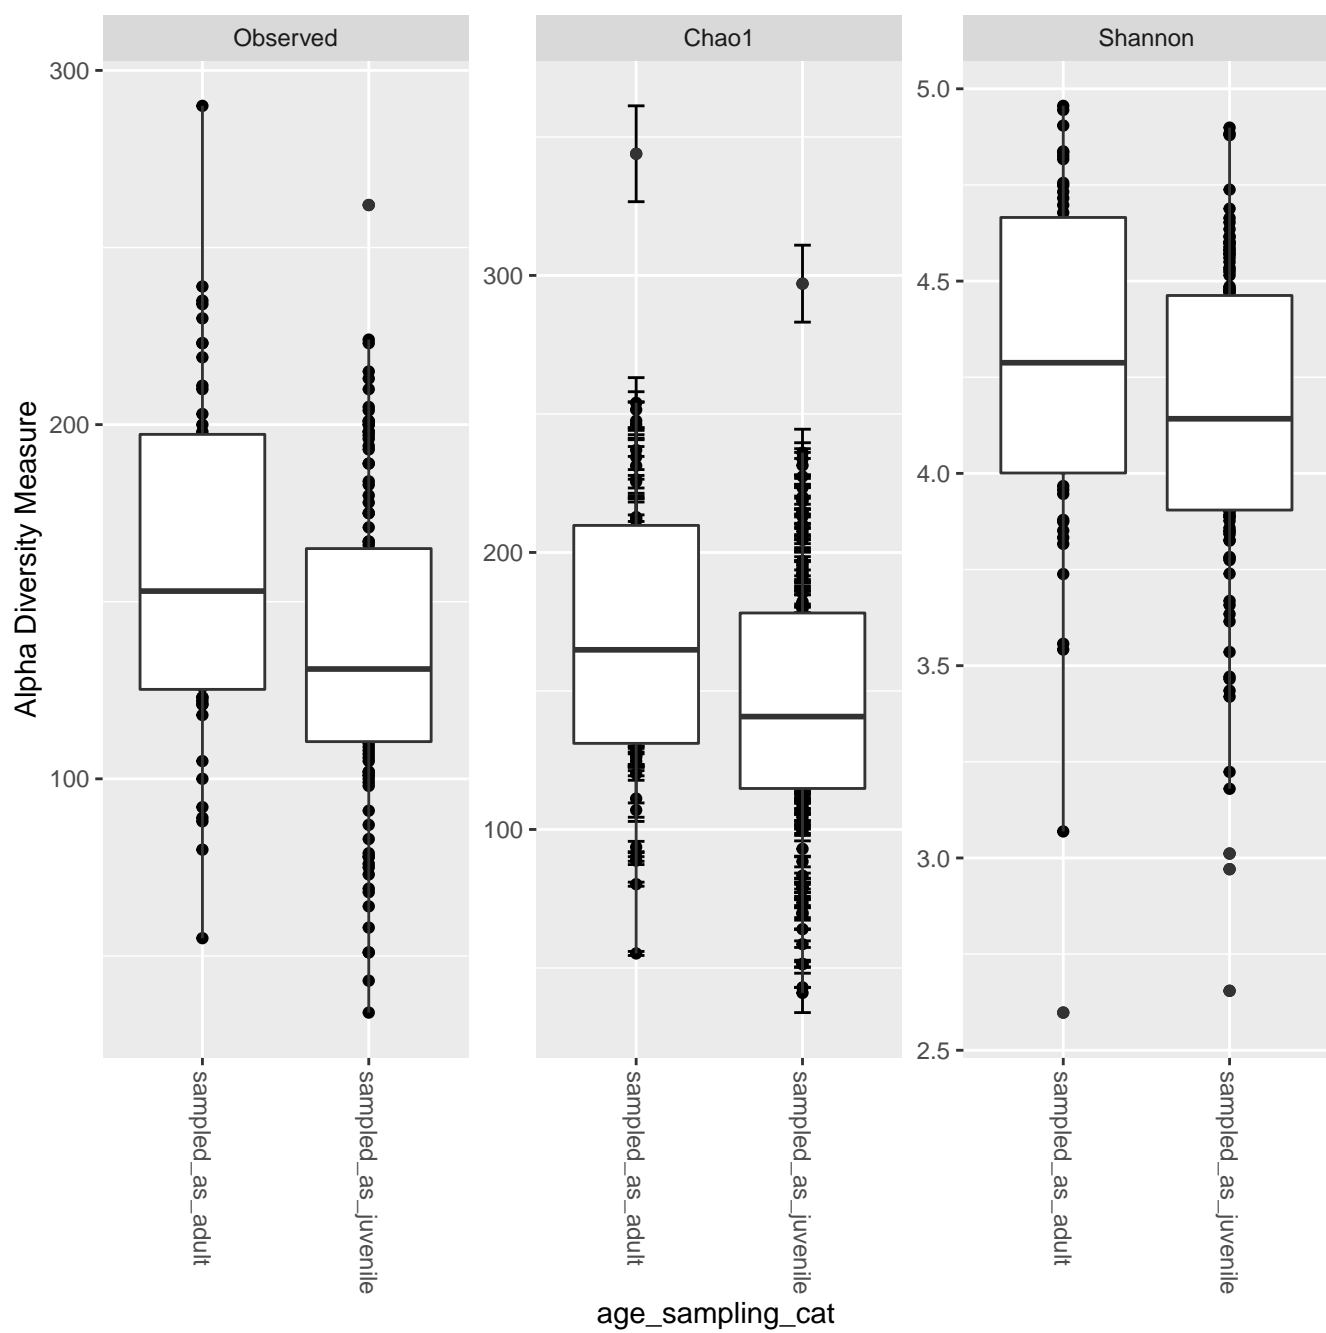 Observed
Chao1
Shannon
Alpha Diversity Measure
300
200
100
300
200
100
5.0
4.5
4.0
3.5
3.0
2.5
sampled_as_adult
sampled_as_juvenile
sampled_as_adult
sampled_as_juvenile
sampled_as_adult
sampled_as_juvenile
age_sampling_cat